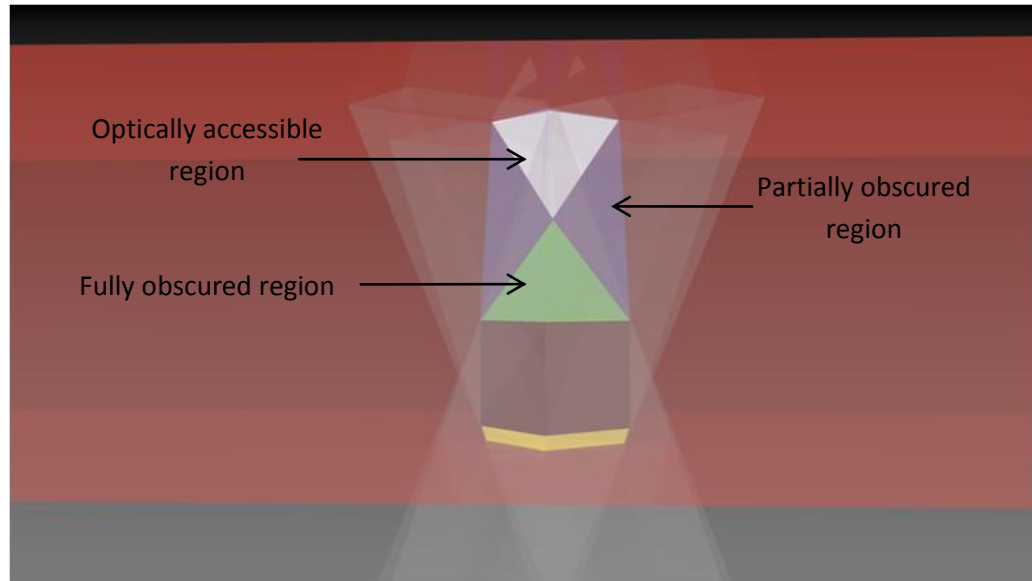 Optically accessible
region
Partially obscured
region
Fully obscured region